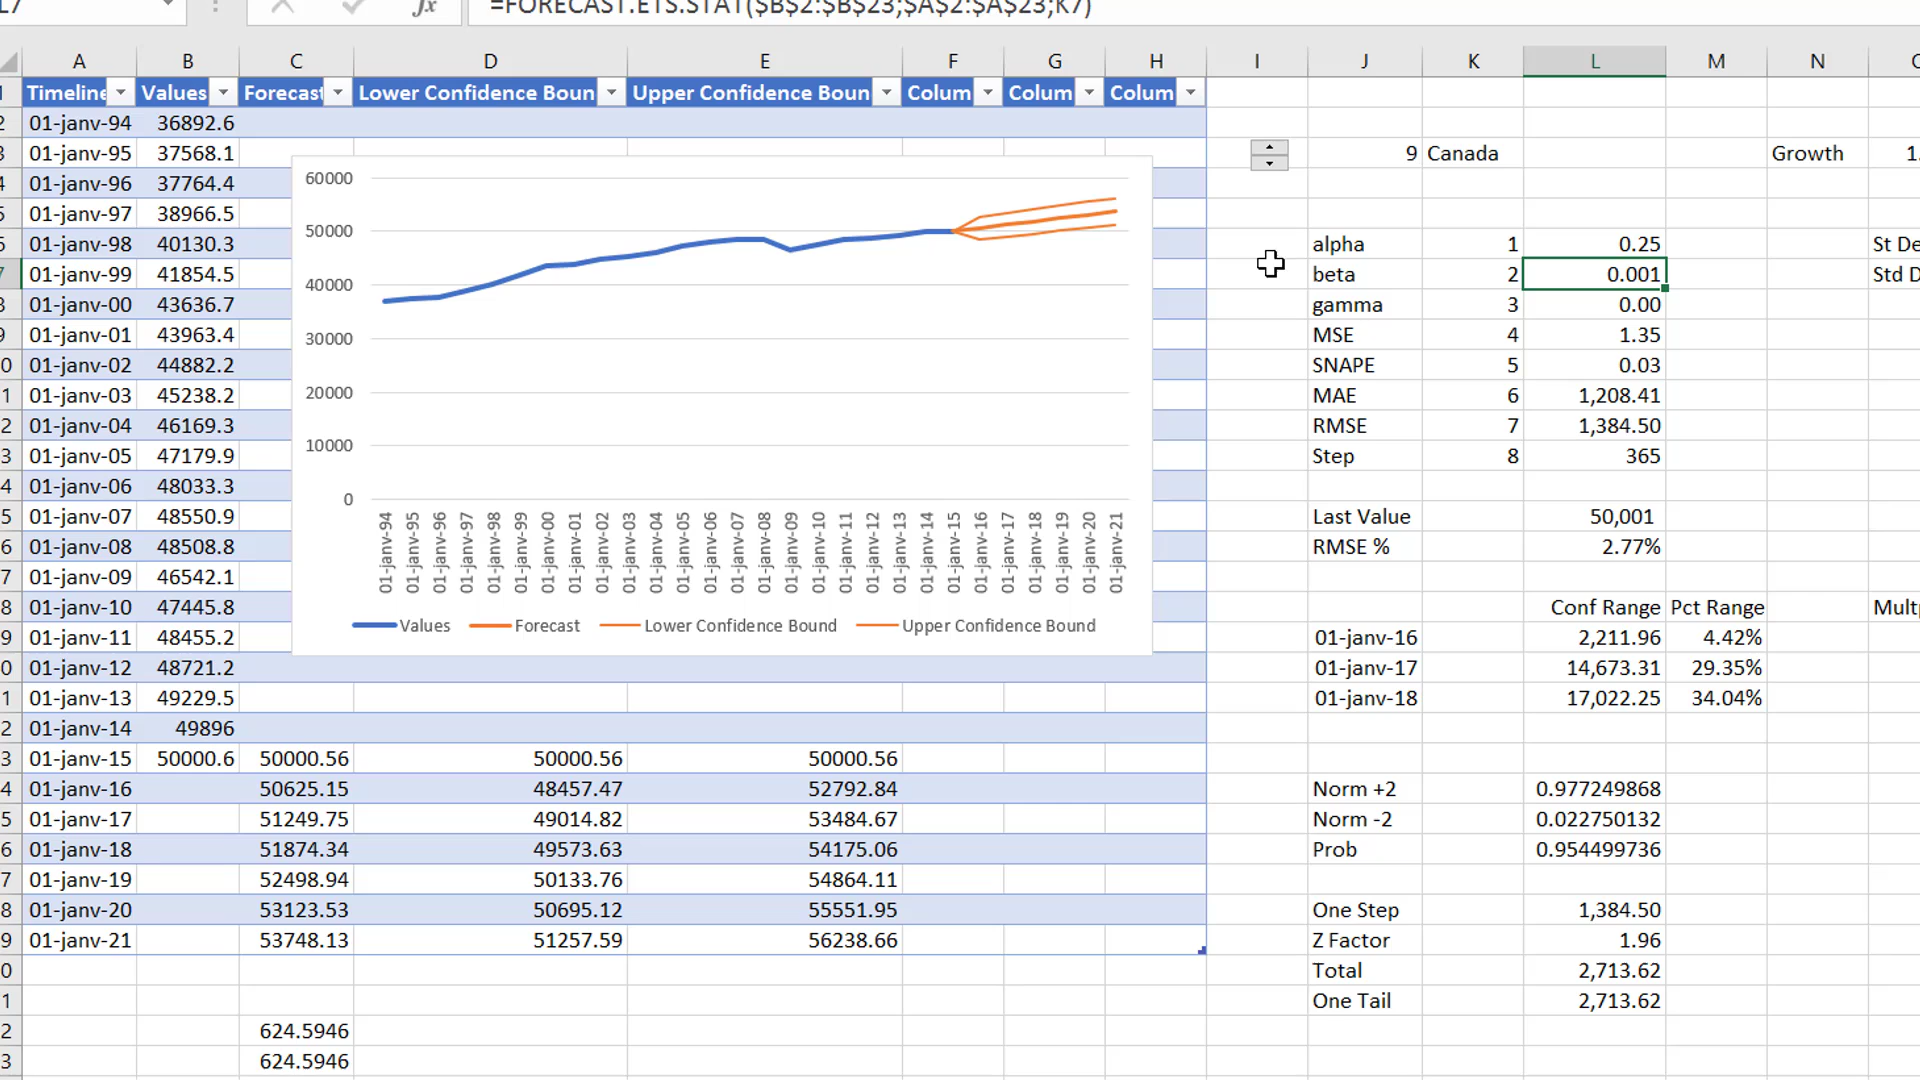 L7 fx =FORECAST.ETS.STAT($B$2:$B$23;$A$2:$A$23;K7)
A B C D E F G H I J K L M N
Timeline Values Forecast Lower Confidence Boun Upper Confidence Boun Colum Colum Colum
01-janv-94 36892.6
01-janv-95 37568.1 9 Canada Growth 1.
01-janv-96 37764.4
01-janv-97 38966.5
01-janv-98 40130.3 alpha 1 0.25 St De
01-janv-99 41854.5 beta 2 0.001 Std D
01-janv-00 43636.7 gamma 3 0.00
01-janv-01 43963.4 MSE 4 1.35
01-janv-02 44882.2 SNAPE 5 0.03
01-janv-03 45238.2 MAE 6 1,208.41
01-janv-04 46169.3 RMSE 7 1,384.50
01-janv-05 47179.9 Step 8 365
01-janv-06 48033.3
01-janv-07 48550.9 Last Value 50,001
01-janv-08 48508.8 RMSE % 2.77%
01-janv-09 46542.1
01-janv-10 47445.8 Conf Range Pct Range Multp
01-janv-11 48455.2 01-janv-16 2,211.96 4.42%
01-janv-12 48721.2 01-janv-17 14,673.31 29.35%
01-janv-13 49229.5 01-janv-18 17,022.25 34.04%
01-janv-14 49896
01-janv-15 50000.6 50000.56 50000.56 50000.56
01-janv-16 50625.15 48457.47 52792.84 Norm +2 0.977249868
01-janv-17 51249.75 49014.82 53484.67 Norm -2 0.022750132
01-janv-18 51874.34 49573.63 54175.06 Prob 0.954499736
01-janv-19 52498.94 50133.76 54864.11
01-janv-20 53123.53 50695.12 55551.95 One Step 1,384.50
01-janv-21 53748.13 51257.59 56238.66 Z Factor 1.96
Total 2,713.62
One Tail 2,713.62
624.5946
624.5946
60000
50000
40000
30000
20000
10000
0
01-janv-94 01-janv-95 01-janv-96 01-janv-97 01-janv-98 01-janv-99 01-janv-00 01-janv-01 01-janv-02 01-janv-03 01-janv-04 01-janv-05 01-janv-06 01-janv-07 01-janv-08 01-janv-09 01-janv-10 01-janv-11 01-janv-12 01-janv-13 01-janv-14 01-janv-15 01-janv-16 01-janv-17 01-janv-18 01-janv-19 01-janv-20 01-janv-21
Values Forecast Lower Confidence Bound Upper Confidence Bound